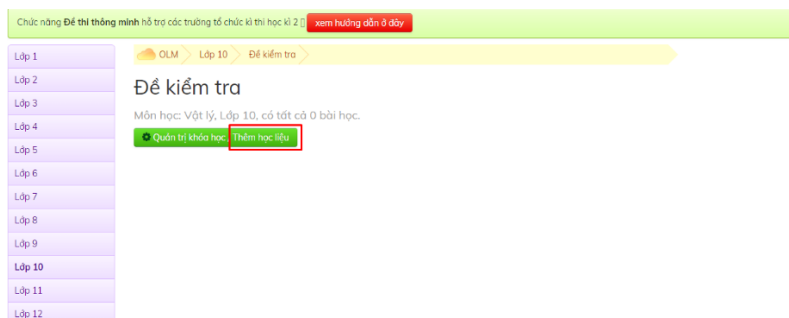 Chức năng Đề thi thông minh hỗ trợ các trường tổ chức kì thi học kì 2 xem hướng dẫn ở đây
OLM Lớp 10 Đề kiểm tra
Đề kiểm tra
Môn học: Vật lý, Lớp 10, có tất cả 0 bài học.
Quản trị khóa học Thêm học liệu
Lớp 1
Lớp 2
Lớp 3
Lớp 4
Lớp 5
Lớp 6
Lớp 7
Lớp 8
Lớp 9
Lớp 10
Lớp 11
Lớp 12